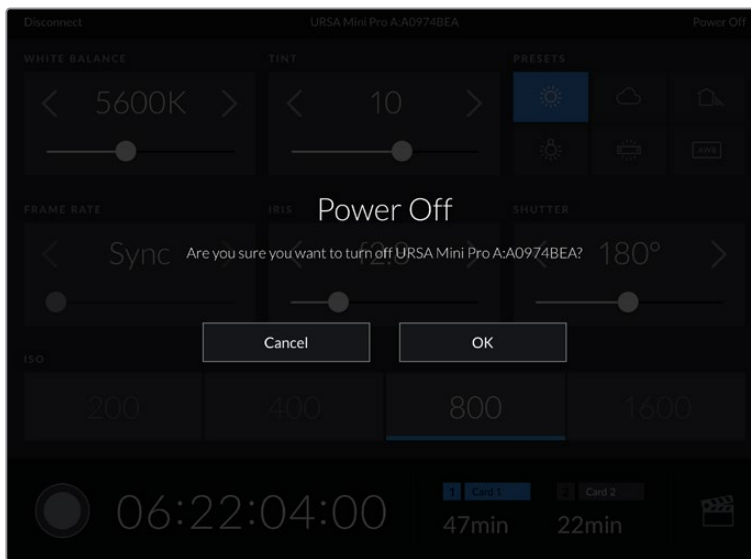 Disconnect URSA Mini Pro A:A0974BEA Power Off
WHITE BALANCE TINT PRESETS
5600K 10
AWB
FRAME RATE IRIS SHUTTER
Power Off
Sync f2.8 180°
Are you sure you want to turn off URSA Mini Pro A:A0974BEA?
Cancel OK
ISO
200 400 800 1600
1 Card 1 2 Card 2
06:22:04:00
47min 22min